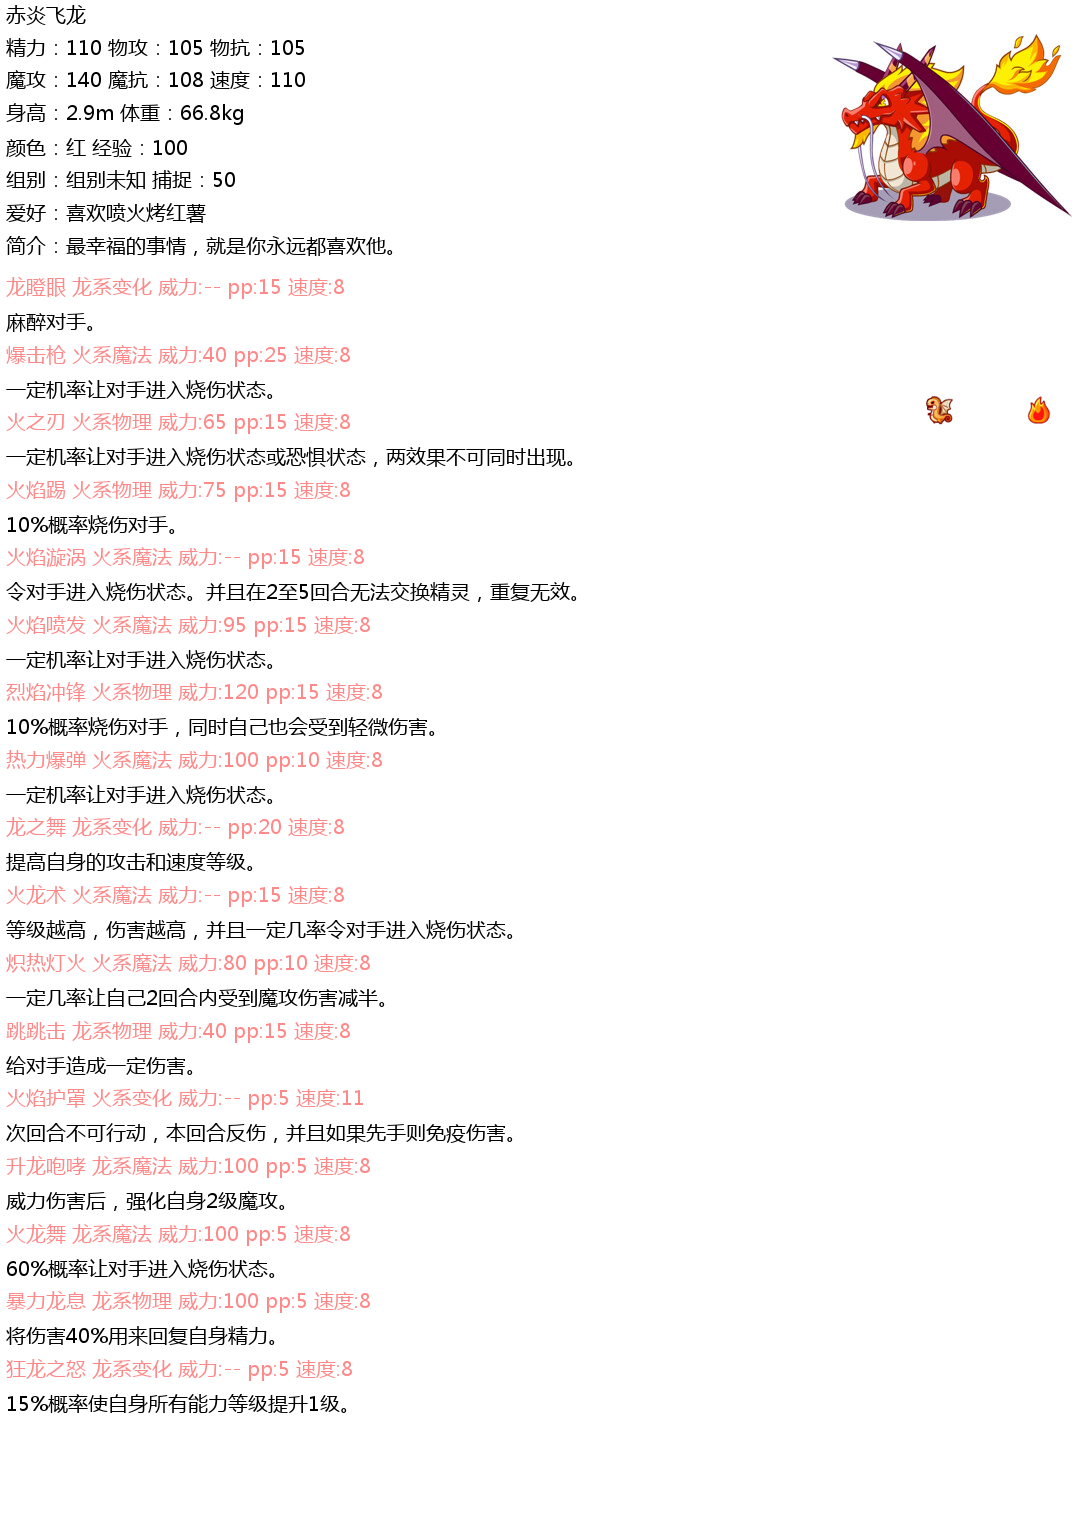 赤炎飞龙
精力：110 物攻：105 物抗：105
魔攻：140 魔抗：108 速度：110
身高：2.9m 体重：66.8kg
颜色：红 经验：100
组别：组别未知 捕捉：50
爱好：喜欢喷火烤红薯
简介：最幸福的事情，就是你永远都喜欢他。
龙瞪眼 龙系变化 威力:-- pp:15 速度:8
麻醉对手。
爆击枪 火系魔法 威力:40 pp:25 速度:8
一定机率让对手进入烧伤状态。
火之刃 火系物理 威力:65 pp:15 速度:8
一定机率让对手进入烧伤状态或恐惧状态，两效果不可同时出现。
火焰踢 火系物理 威力:75 pp:15 速度:8
10%概率烧伤对手。
火焰漩涡 火系魔法 威力:-- pp:15 速度:8
令对手进入烧伤状态。并且在2至5回合无法交换精灵，重复无效。
火焰喷发 火系魔法 威力:95 pp:15 速度:8
一定机率让对手进入烧伤状态。
烈焰冲锋 火系物理 威力:120 pp:15 速度:8
10%概率烧伤对手，同时自己也会受到轻微伤害。
热力爆弹 火系魔法 威力:100 pp:10 速度:8
一定机率让对手进入烧伤状态。
龙之舞 龙系变化 威力:-- pp:20 速度:8
提高自身的攻击和速度等级。
火龙术 火系魔法 威力:-- pp:15 速度:8
等级越高，伤害越高，并且一定几率令对手进入烧伤状态。
炽热灯火 火系魔法 威力:80 pp:10 速度:8
一定几率让自己2回合内受到魔攻伤害减半。
跳跳击 龙系物理 威力:40 pp:15 速度:8
给对手造成一定伤害。
火焰护罩 火系变化 威力:-- pp:5 速度:11
次回合不可行动，本回合反伤，并且如果先手则免疫伤害。
升龙咆哮 龙系魔法 威力:100 pp:5 速度:8
威力伤害后，强化自身2级魔攻。
火龙舞 龙系魔法 威力:100 pp:5 速度:8
60%概率让对手进入烧伤状态。
暴力龙息 龙系物理 威力:100 pp:5 速度:8
将伤害40%用来回复自身精力。
狂龙之怒 龙系变化 威力:-- pp:5 速度:8
15%概率使自身所有能力等级提升1级。